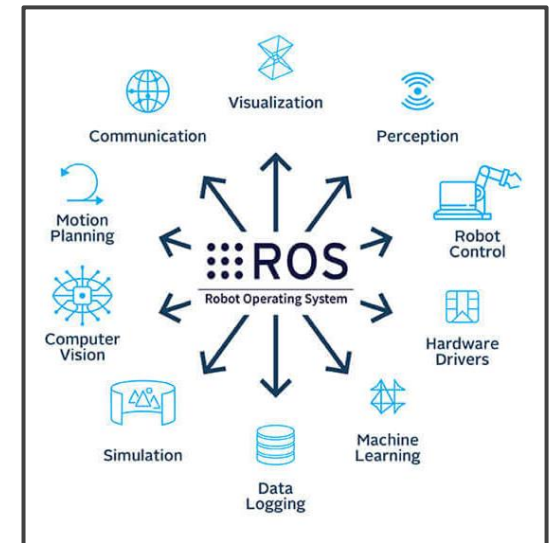 Visualization
Communication
Perception
Motion
Planning
Robot
Control
ROS
Robot Operating System
Computer
Vision
Hardware
Drivers
Simulation
Machine
Learning
Data
Logging